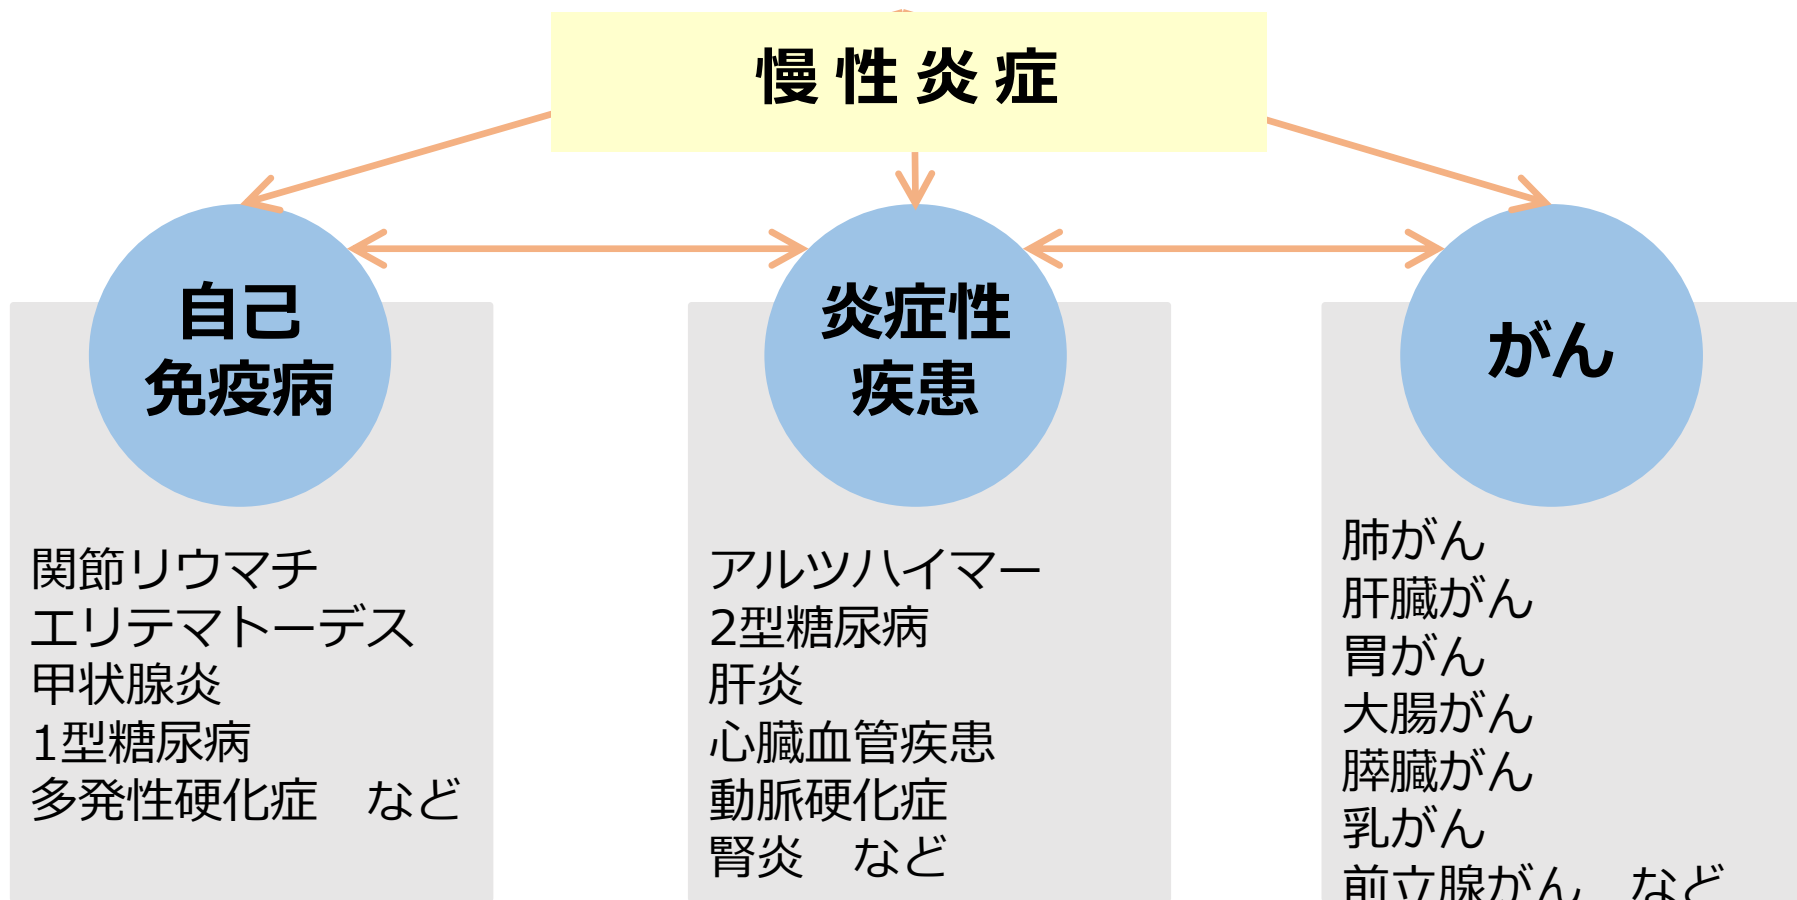 慢性炎症
自己
免疫病
関節リウマチ
エリテマトーデス
甲状腺炎
1型糖尿病
多発性硬化症　など
炎症性
疾患
アルツハイマー
2型糖尿病
肝炎
心臓血管疾患
動脈硬化症
腎炎　など
がん
肺がん
肝臓がん
胃がん
大腸がん
膵臓がん
乳がん
前立腺がん　など